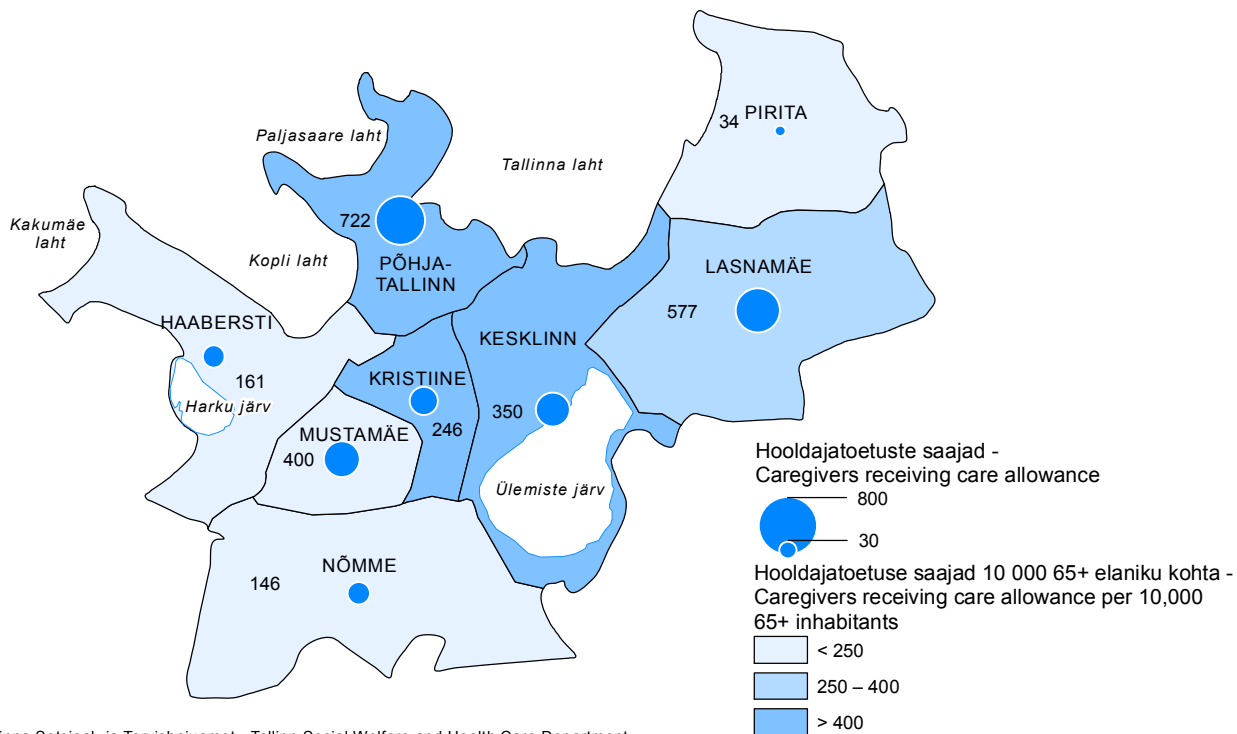 34 PIRITA
Paljasaare laht
Tallinna laht
722
Kakumäe
laht
Kopli laht
PÕHJA-
TALLINN
LASNAMÄE
577
HAABERSTI
KESKLINN
161
KRISTIINE
Harku järv
350
246
MUSTAMÄE
400
Ülemiste järv
NÕMME
146
Hooldajatoetuste saajad -
Caregivers receiving care allowance
800
30
Hooldajatoetuse saajad 10 000 65+ elaniku kohta -
Caregivers receiving care allowance per 10,000
65+ inhabitants
< 250
250 – 400
> 400